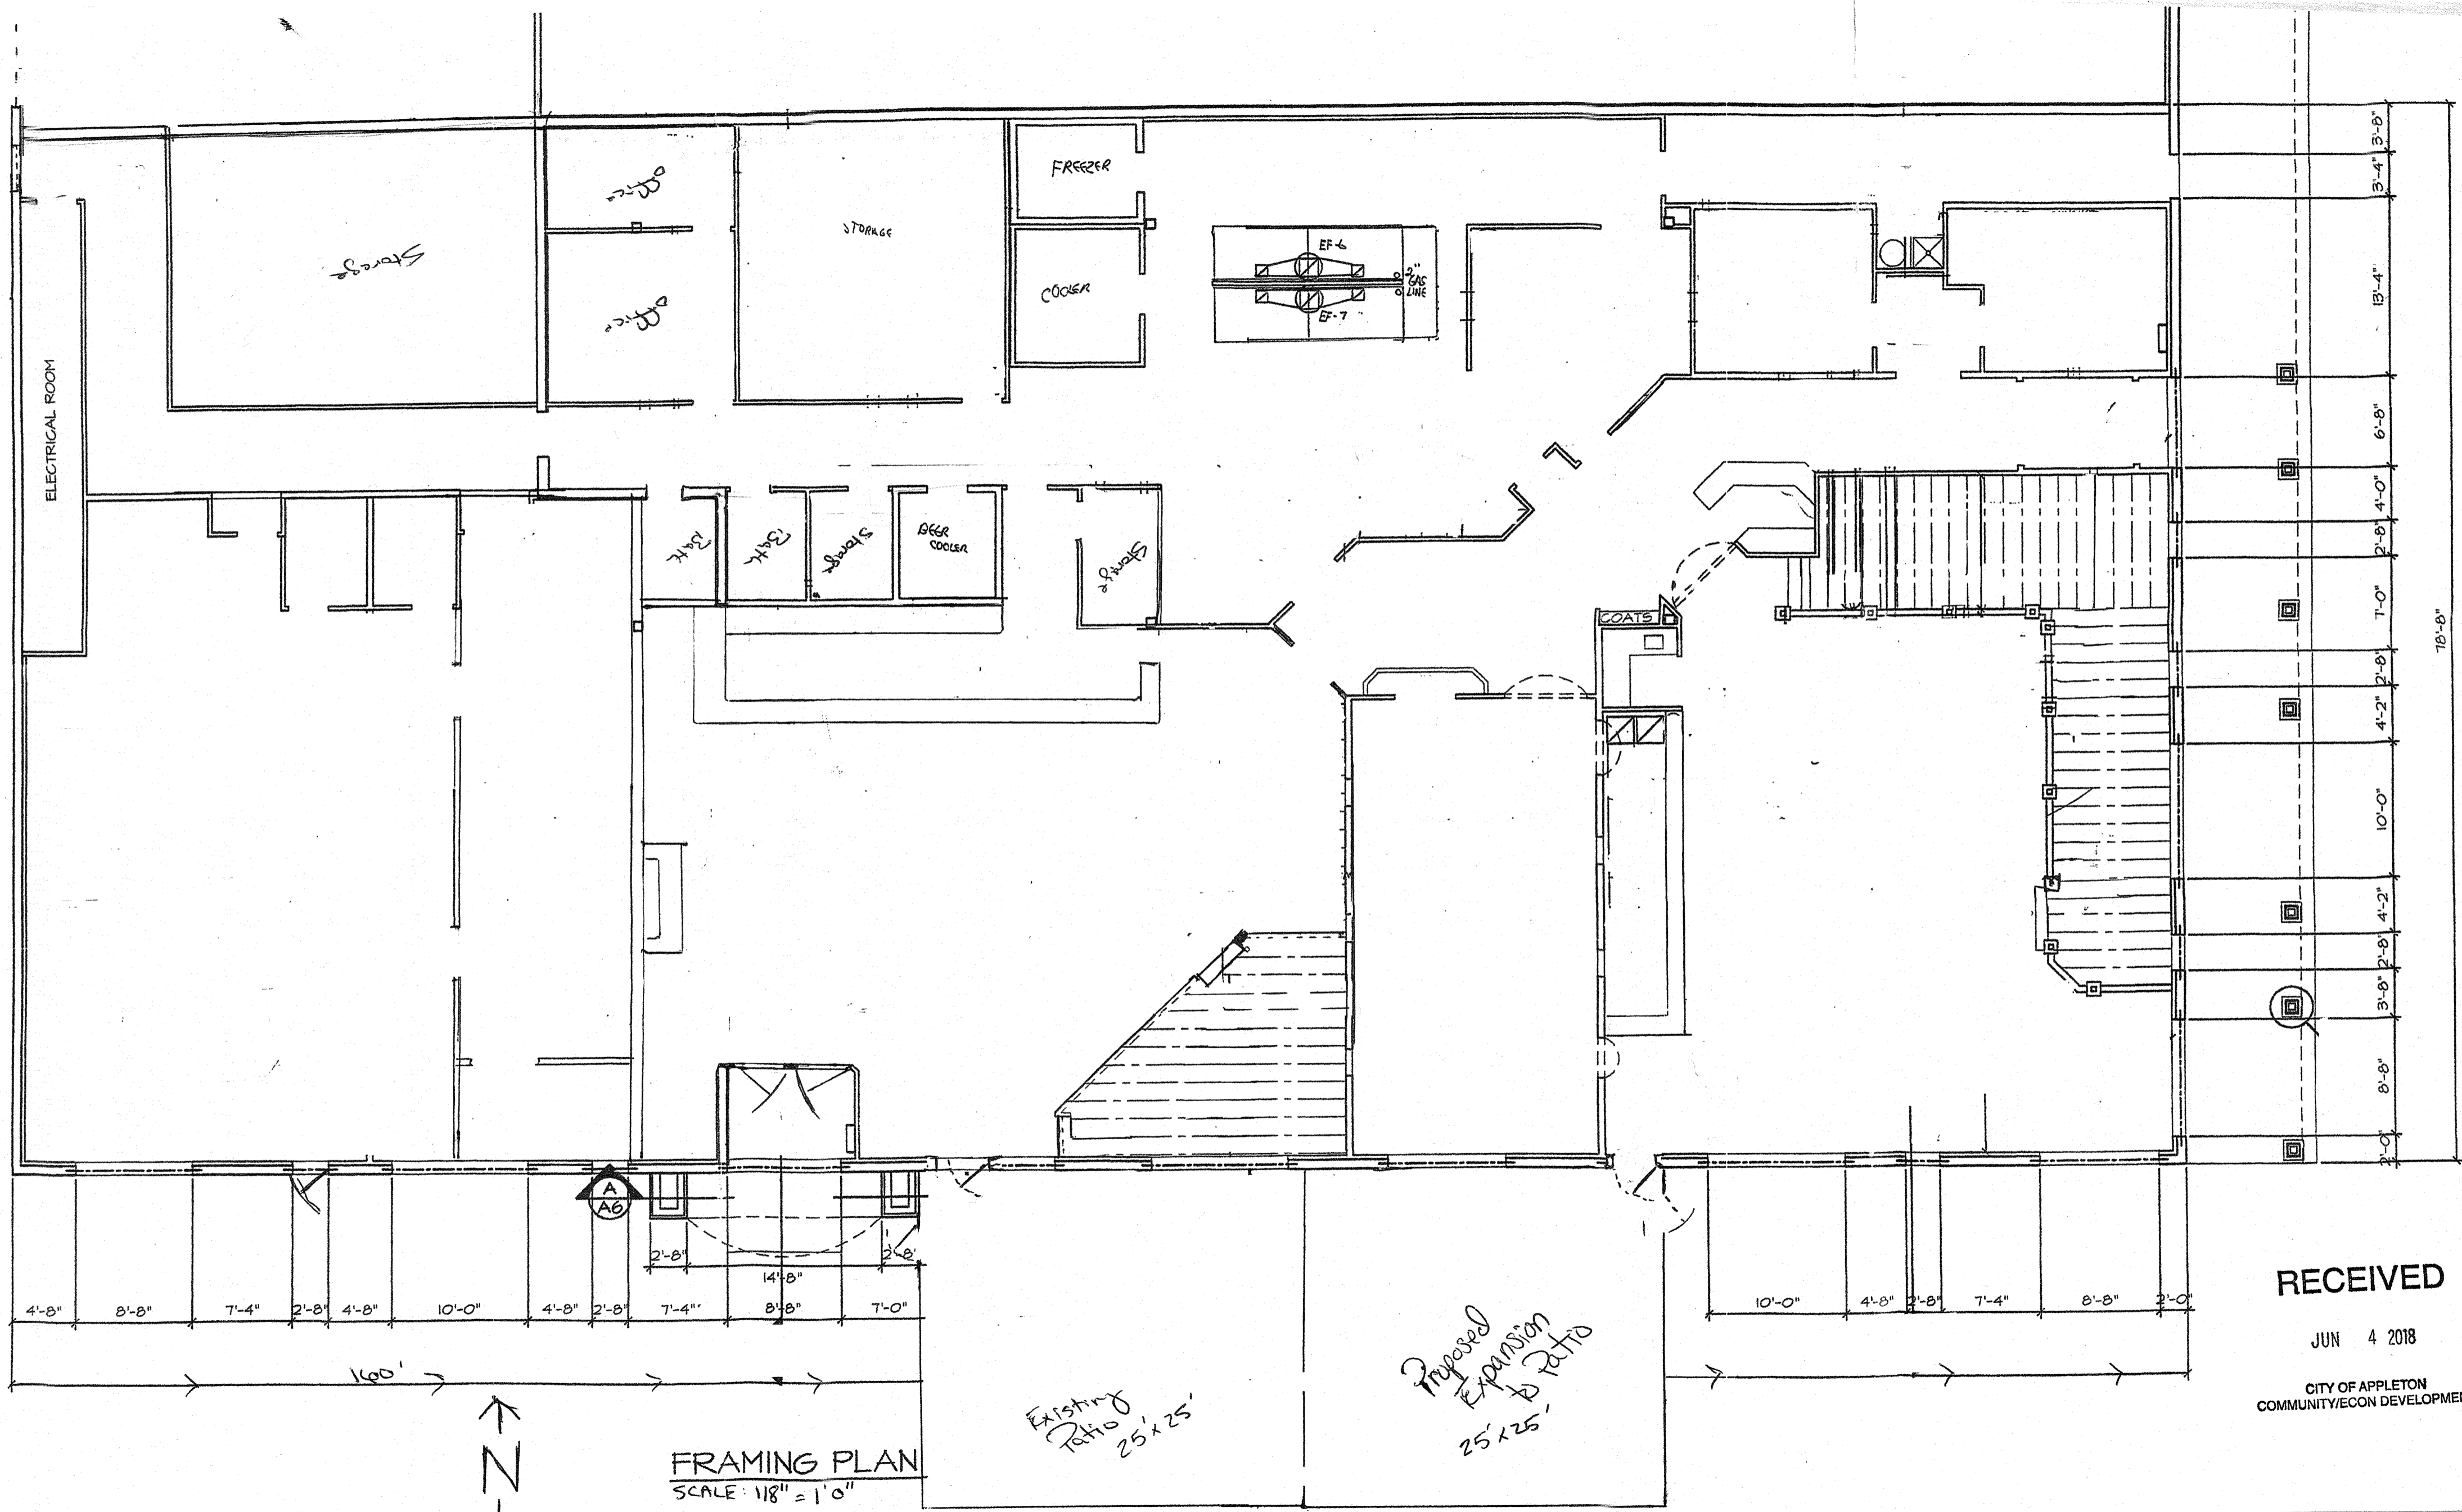 FREEZER
3'-8"
Office
3'-4"
STORAGE
Storage
EF-6
2"
GAS
LINE
COOLER
EF-7
Office
13'-4"
ELECTRICAL ROOM
6'-8"
4'-0"
Bath
Bath
Storage
BEER
COOLER
Storage
2'-8"
COATS
7'-0"
78'-8"
2'-8"
4'-2"
10'-0"
4'-2"
2'-8"
3'-8"
8'-8"
2'-0"
A
A6
2'-8"
2'-8"
14'-8"
4'-8"
8'-8"
7'-4"
2'-8"
4'-8"
10'-0"
4'-8"
2'-8"
7'-4"
8'-8"
7'-0"
10'-0"
4'-8"
2'-8"
7'-4"
8'-8"
2'-0"
RECEIVED
JUN 4 2018
CITY OF APPLETON
COMMUNITY/ECON DEVELOPME
160'
Proposed
Expansion
to Patio
25'x25'
Existing
Patio
25'x25'
N
FRAMING PLAN
SCALE: 1/8" = 1'0"